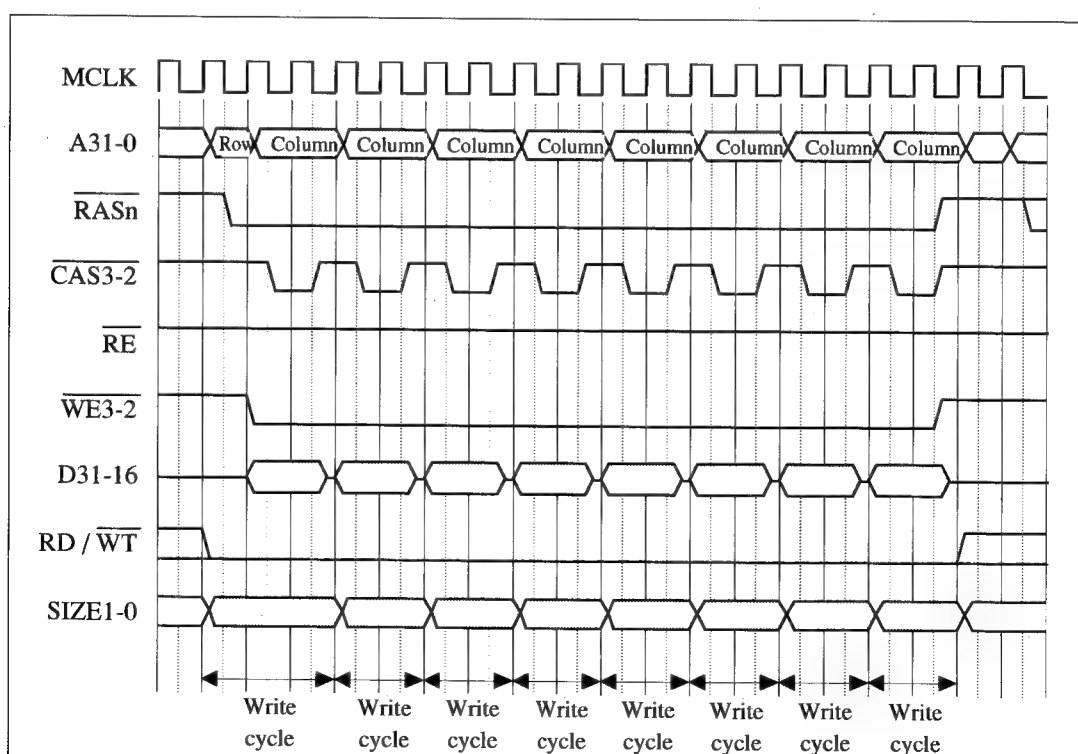 MCLK
A31-0
Row Column Column Column Column Column Column Column Column
RASn
CAS3-2
RE
WE3-2
D31-16
RD / WT
SIZE1-0
Write Write Write Write Write Write Write Write
cycle cycle cycle cycle cycle cycle cycle cycle